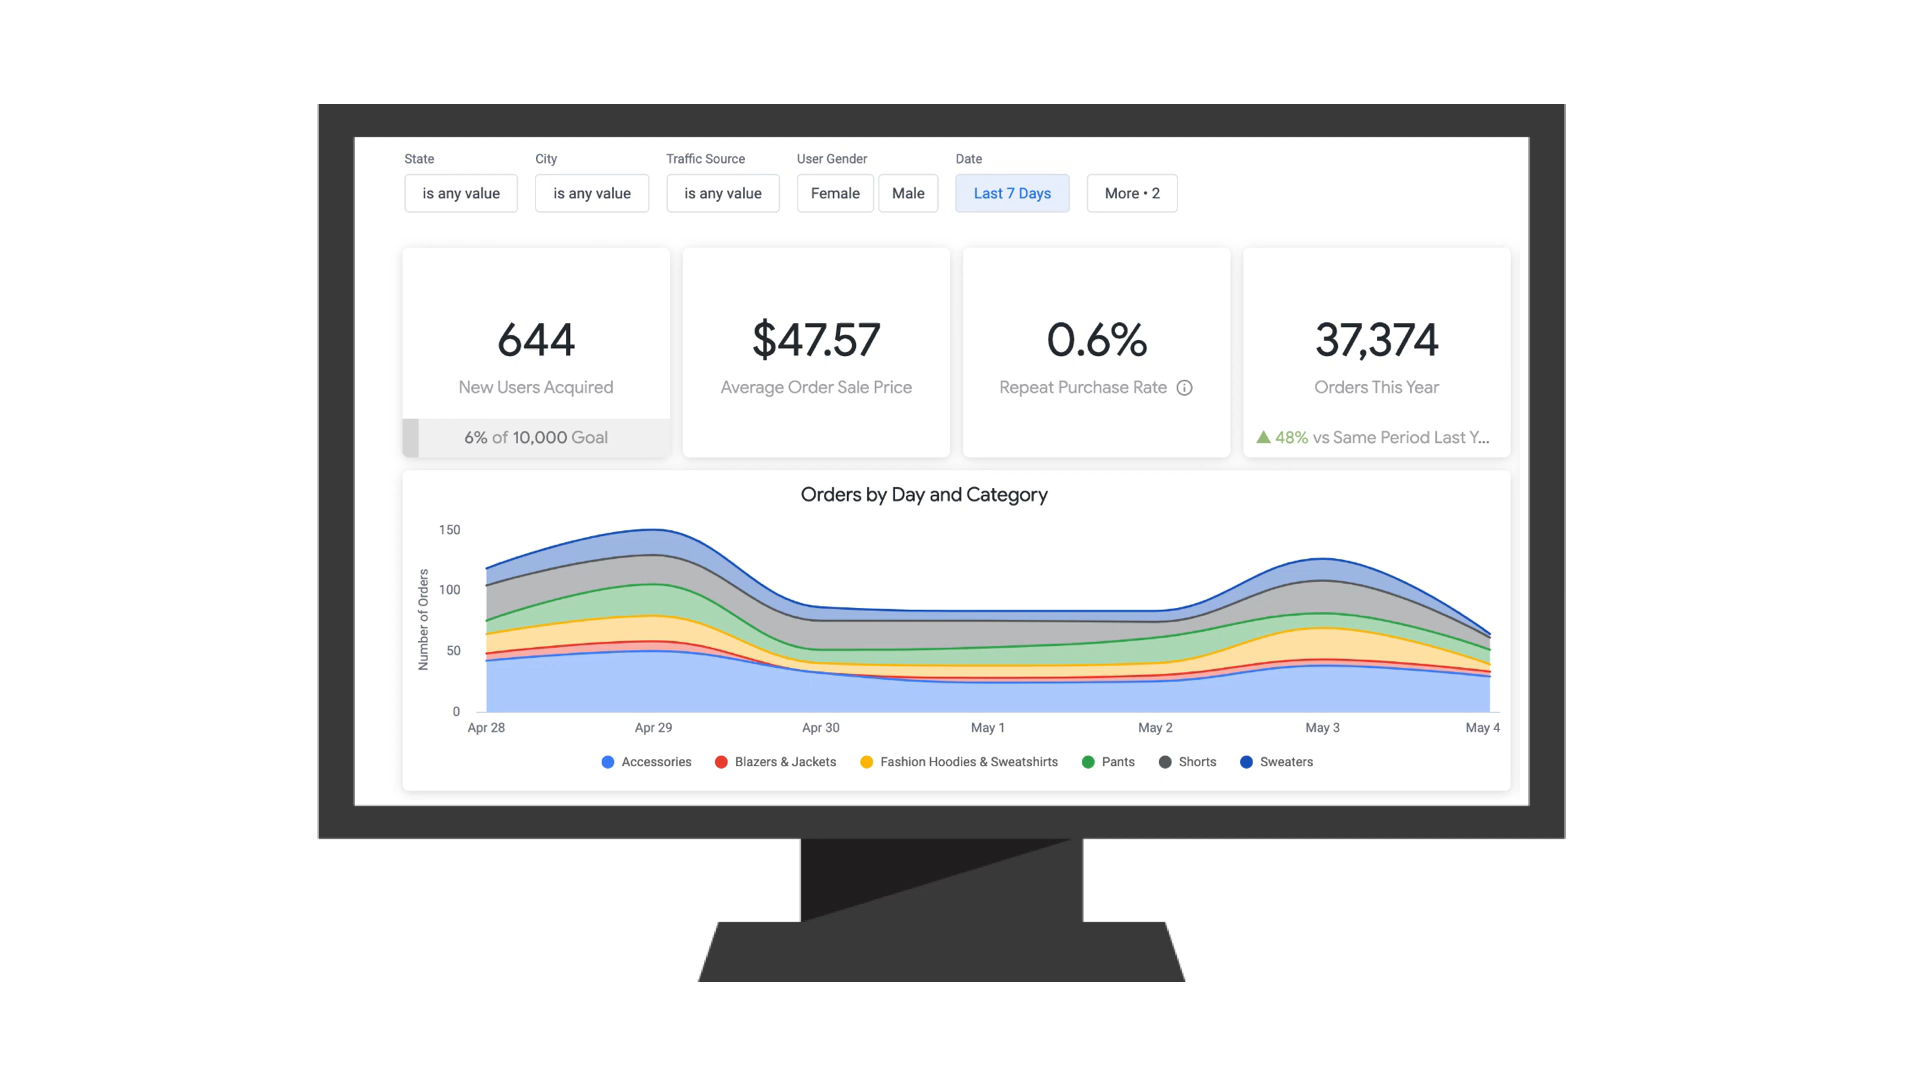 State City Traffic Source User Gender Date
is any value is any value is any value Female Male Last 7 Days More • 2
644 $47.57 0.6% 37,374
New Users Acquired Average Order Sale Price Repeat Purchase Rate Orders This Year
6% of 10,000 Goal ▲ 48% vs Same Period Last Y...
Orders by Day and Category
Number of Orders
150
100
50
0
Apr 28 Apr 29 Apr 30 May 1 May 2 May 3 May 4
Accessories Blazers & Jackets Fashion Hoodies & Sweatshirts Pants Shorts Sweaters